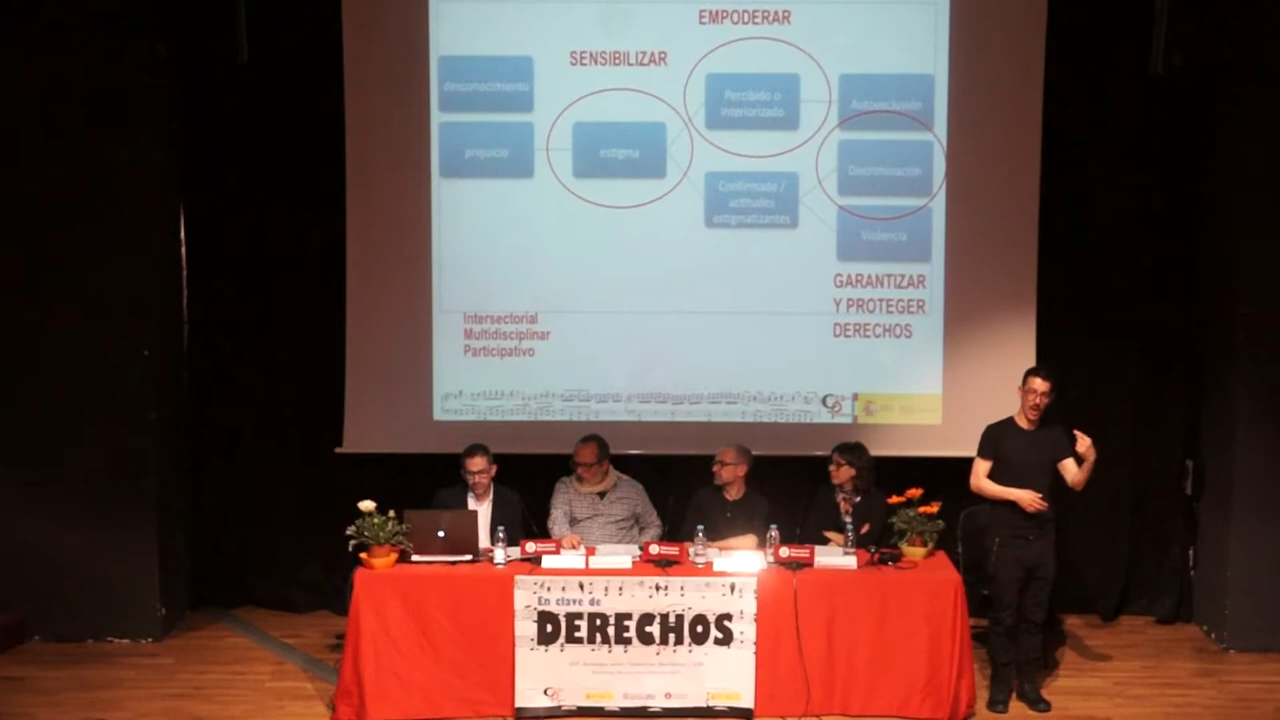 EMPODERAR
SENSIBILIZAR
desconocimiento
prejuicio
estigma
Percibido o
interiorizado
Confirmado /
actitudes
estigmatizantes
Autoexclusión
Discriminación
Violencia
GARANTIZAR
Y PROTEGER
DERECHOS
Intersectorial
Multidisciplinar
Participativo
En clave de
DERECHOS